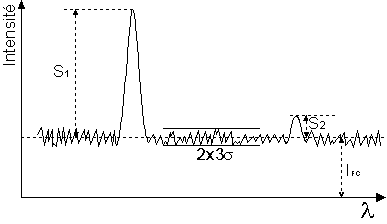 Intensité
S1
S2
2x3σ
IFC
λ